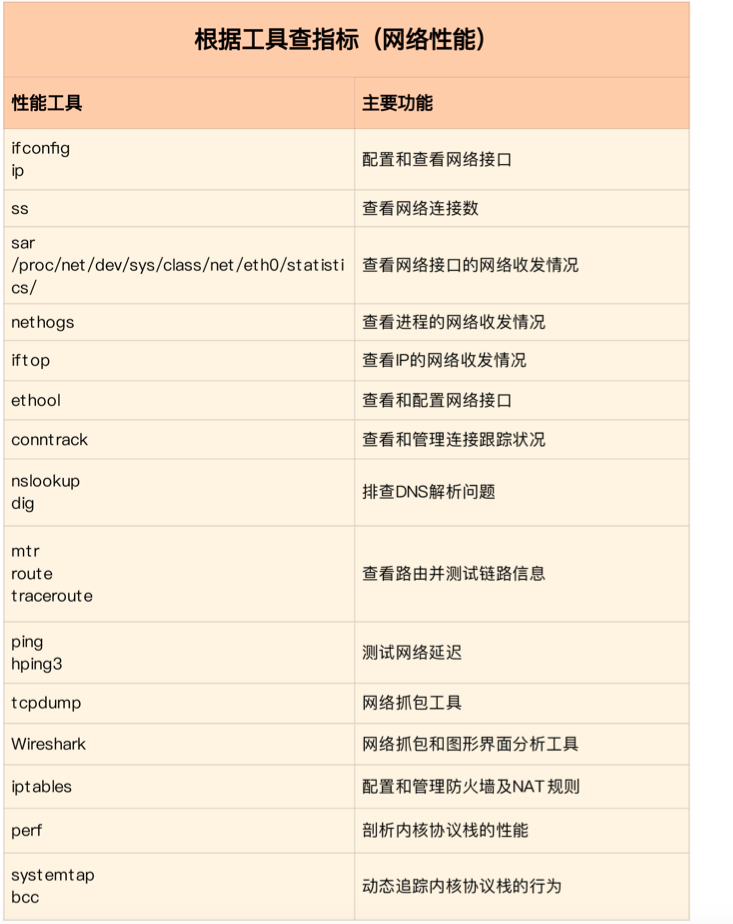 根据工具查指标（网络性能）
性能工具
主要功能
ifconfig
ip
配置和查看网络接口
ss
查看网络连接数
sar
/proc/net/dev/sys/class/net/eth0/statisti
cs/
查看网络接口的网络收发情况
nethogs
查看进程的网络收发情况
iftop
查看IP的网络收发情况
ethool
查看和配置网络接口
conntrack
查看和管理连接跟踪状况
nslookup
dig
排查DNS解析问题
mtr
route
traceroute
查看路由并测试链路信息
ping
hping3
测试网络延迟
tcpdump
网络抓包工具
Wireshark
网络抓包和图形界面分析工具
iptables
配置和管理防火墙及NAT规则
perf
剖析内核协议栈的性能
systemtap
bcc
动态追踪内核协议栈的行为